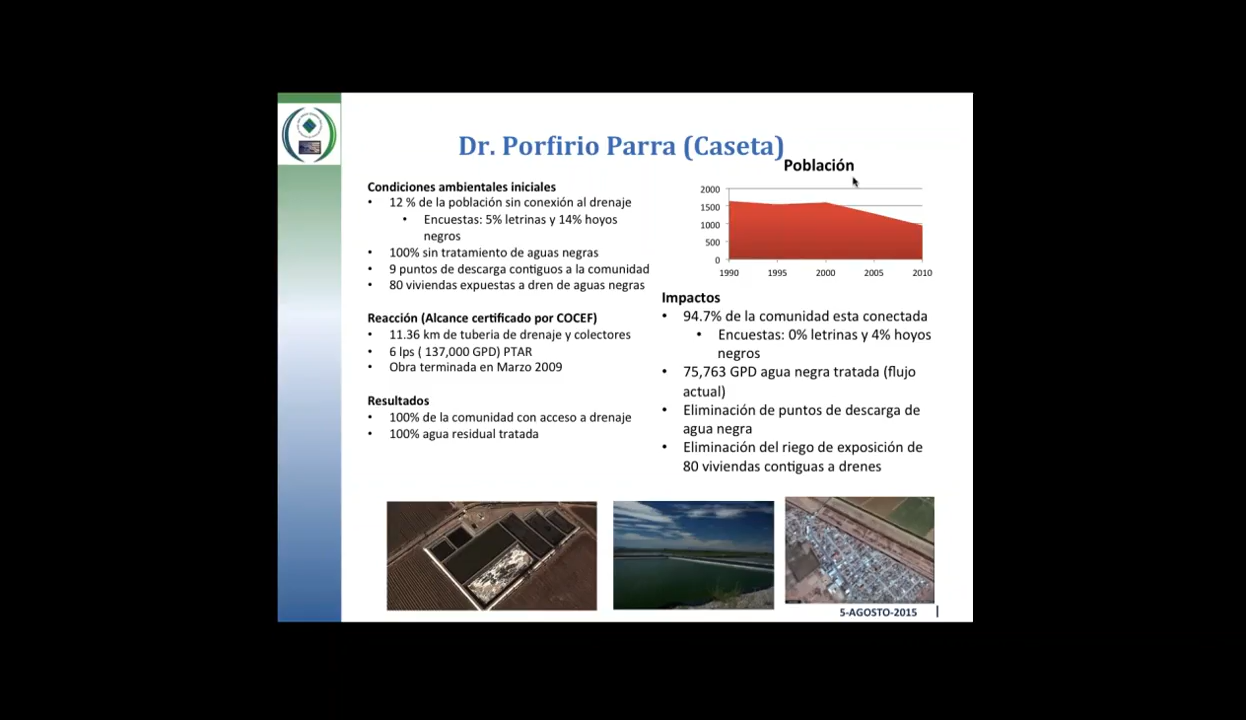 Dr. Porfirio Parra (Caseta)
Condiciones ambientales iniciales
• 12 % de la población sin conexión al drenaje
• Encuestas: 5% letrinas y 14% hoyos
negros
• 100% sin tratamiento de aguas negras
• 9 puntos de descarga contiguos a la comunidad
• 80 viviendas expuestas a dren de aguas negras
Reacción (Alcance certificado por COCEF)
• 11.36 km de tuberia de drenaje y colectores
• 6 lps ( 137,000 GPD) PTAR
• Obra terminada en Marzo 2009
Resultados
• 100% de la comunidad con acceso a drenaje
• 100% agua residual tratada
Población
2000
1500
1000
500
0
1990 1995 2000 2005 2010
Impactos
• 94.7% de la comunidad esta conectada
• Encuestas: 0% letrinas y 4% hoyos
negros
• 75,763 GPD agua negra tratada (flujo
actual)
• Eliminación de puntos de descarga de
agua negra
• Eliminación del riego de exposición de
80 viviendas contiguas a drenes
5-AGOSTO-2015 |